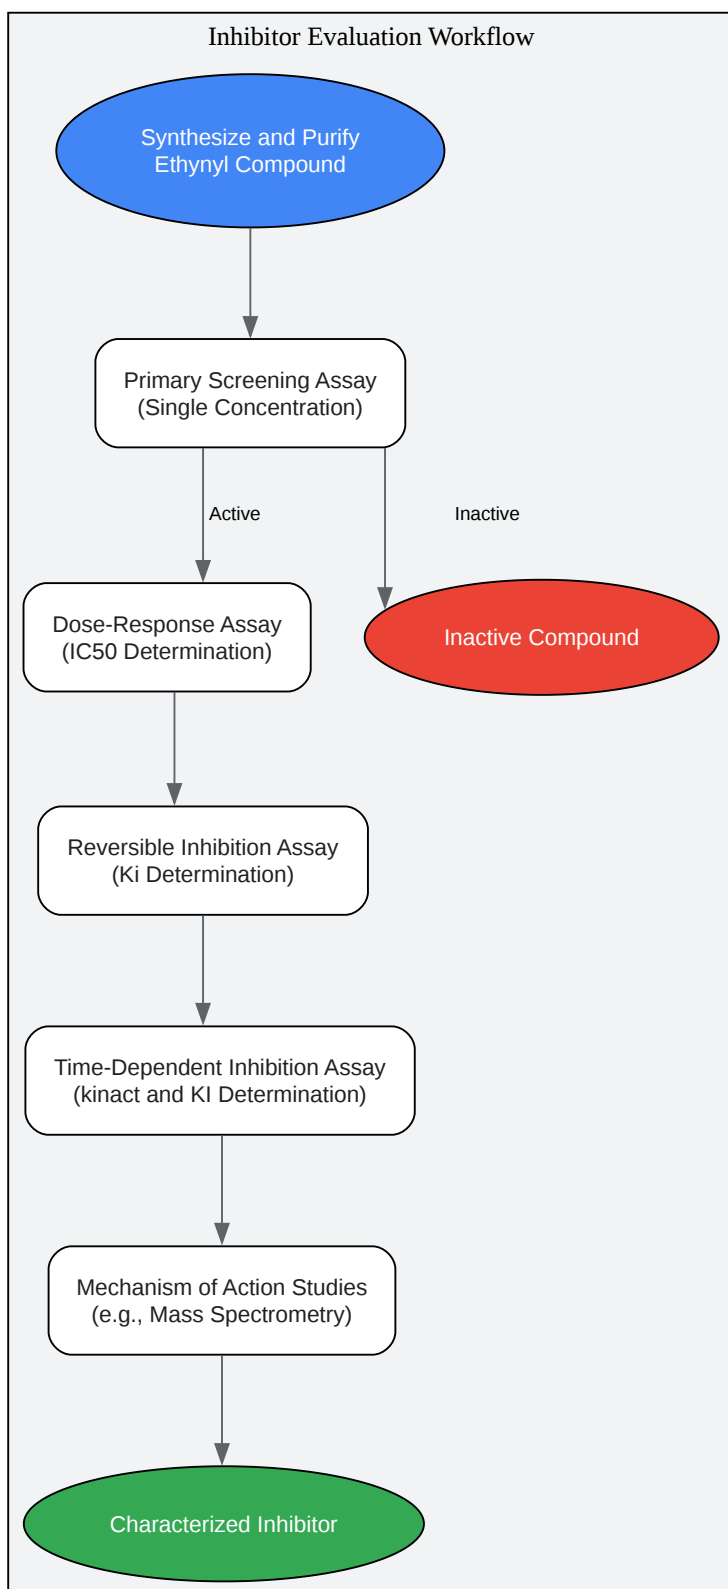 Inhibitor Evaluation Workflow
Synthesize and Purify
Ethynyl Compound
Primary Screening Assay
(Single Concentration)
Active
Inactive
Dose-Response Assay
(IC50 Determination)
Inactive Compound
Reversible Inhibition Assay
(Ki Determination)
Time-Dependent Inhibition Assay
(kinact and KI Determination)
Mechanism of Action Studies
(e.g., Mass Spectrometry)
Characterized Inhibitor